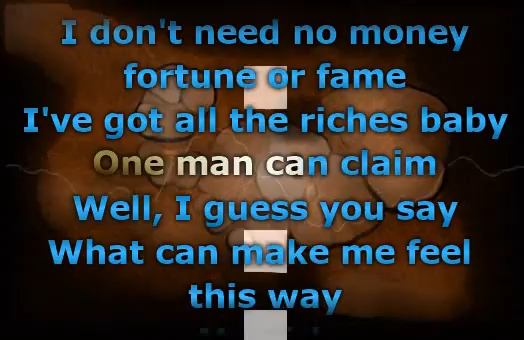 I don't need no money
fortune or fame
I've got all the riches baby
One man can claim
Well, I guess you say
What can make me feel
this way